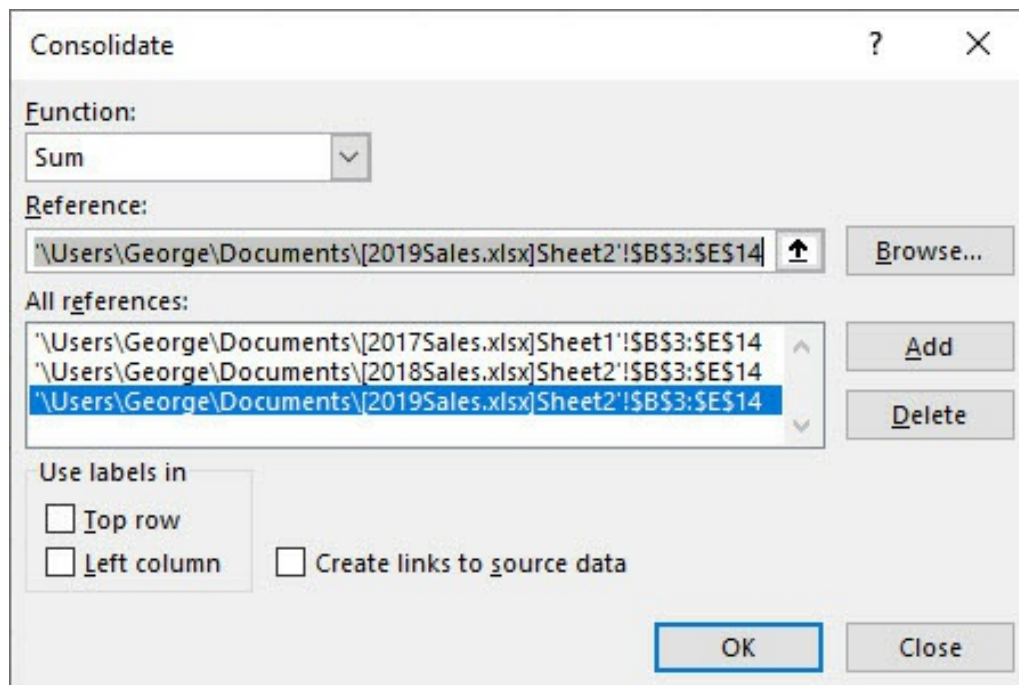 Consolidate
Function:
Sum
Reference:
'\Users\George\Documents\[2019Sales.xlsx]Sheet2'!$B$3:$E$14
Browse...
All references:
'\Users\George\Documents\[2017Sales.xlsx]Sheet1'!$B$3:$E$14
'\Users\George\Documents\[2018Sales.xlsx]Sheet2'!$B$3:$E$14
'\Users\George\Documents\[2019Sales.xlsx]Sheet2'!$B$3:$E$14
Add
Delete
Use labels in
Top row
Left column
Create links to source data
OK
Close